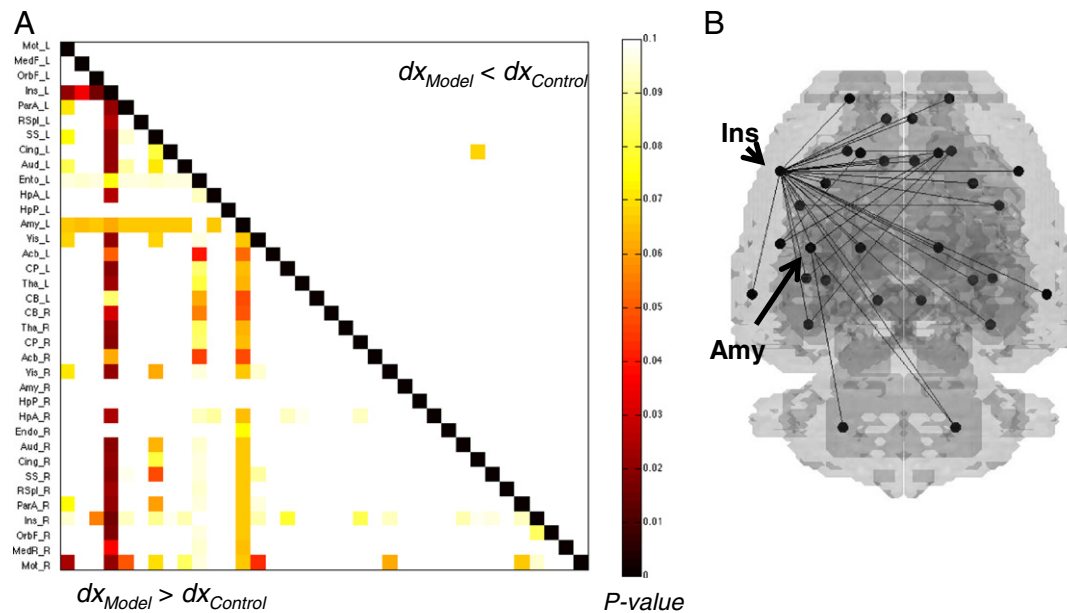 A
B
Mot_L
MedF_L
OrbF_L
Ins_L
ParA_L
RSpl_L
SS_L
Cing_L
Aud_L
Ento_L
HpA_L
HpP_L
Amy_L
Yis_L
Acb_L
CP_L
Tha_L
CB_L
CB_R
Tha_R
CP_R
Acb_R
Yis_R
Amy_R
HpP_R
HpA_R
Endo_R
Aud_R
Cing_R
SS_R
RSpl_R
ParA_R
Ins_R
OrbF_R
MedR_R
Mot_R
dxModel < dxControl
dxModel > dxControl
0.1
0.09
0.08
0.07
0.06
0.05
0.04
0.03
0.02
0.01
0
P-value
Ins
Amy